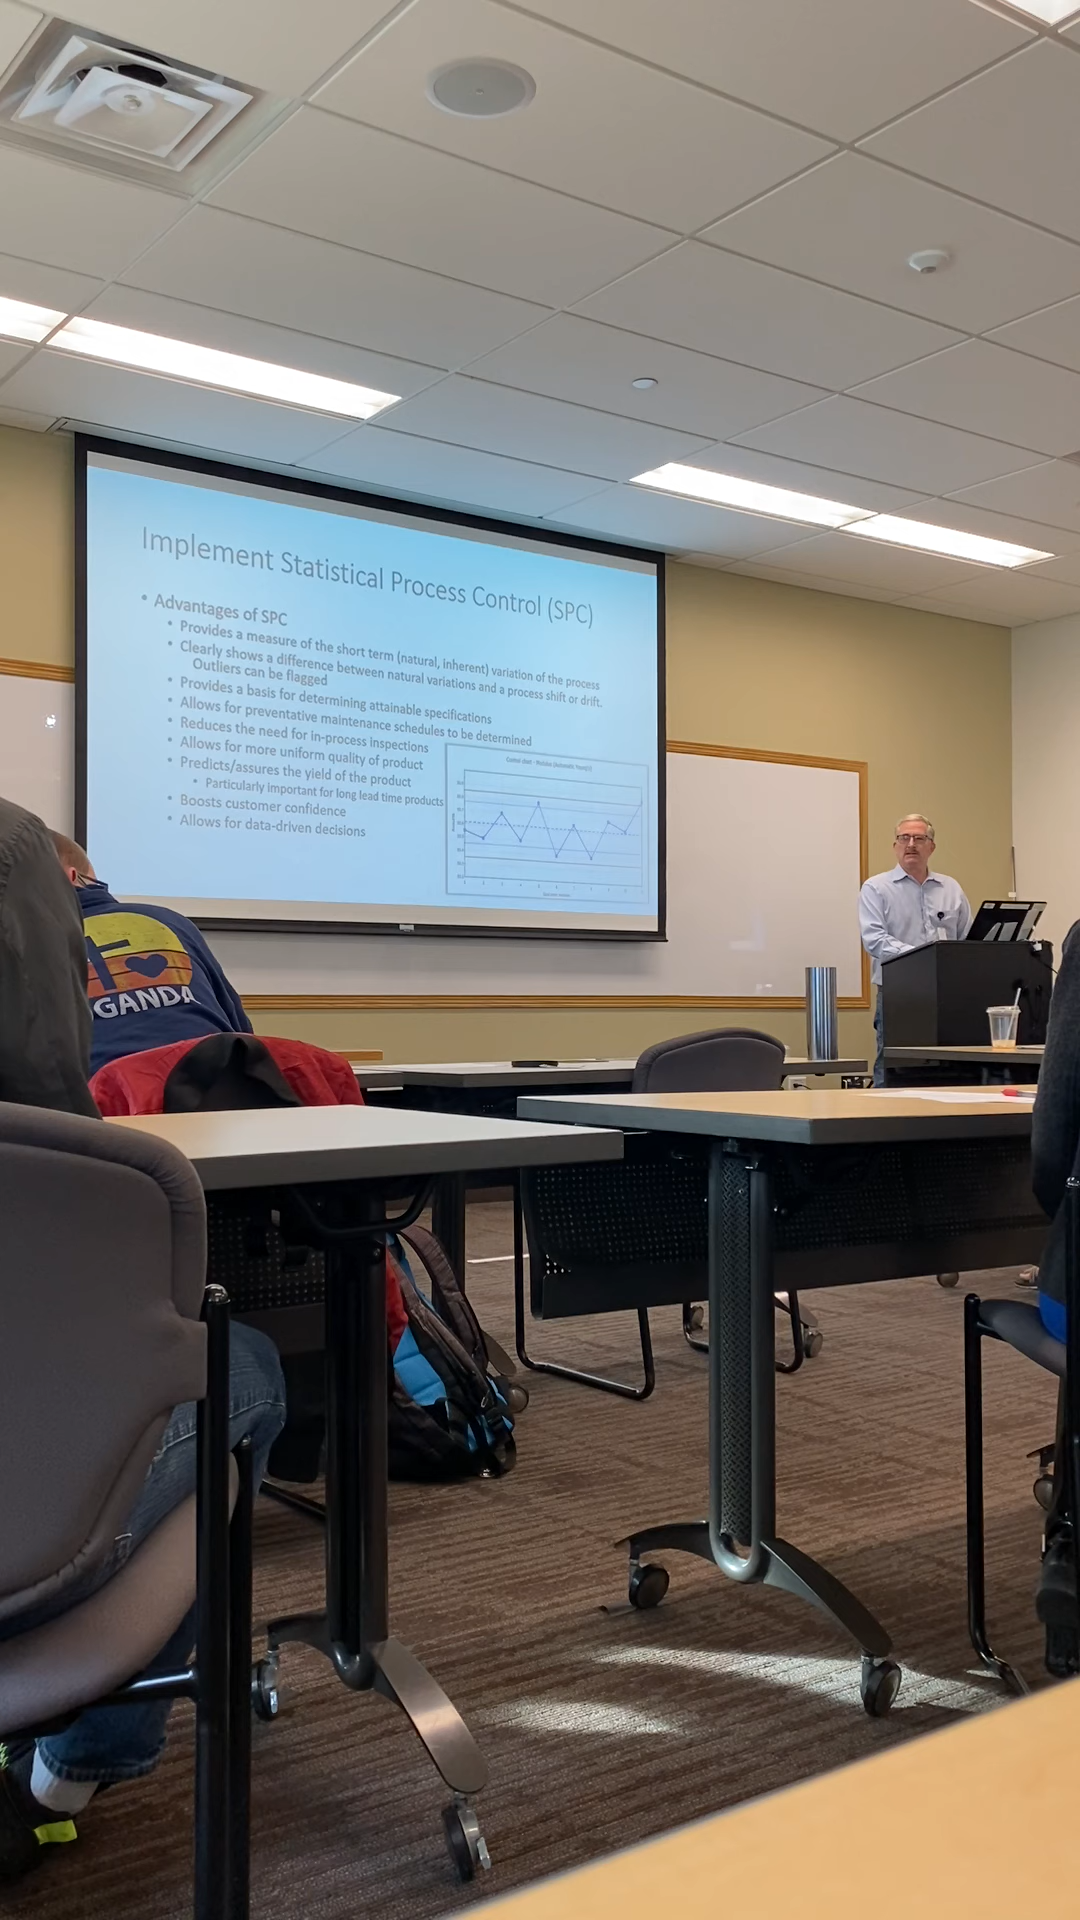 Implement Statistical Process Control (SPC)
• Advantages of SPC
• Provides a measure of the short term (natural, inherent) variation of the process
• Clearly shows a difference between natural variations and a process shift or drift.
Outliers can be flagged
• Provides a basis for determining attainable specifications
• Allows for preventative maintenance schedules to be determined
• Reduces the need for in-process inspections
• Allows for more uniform quality of product
• Predicts/assures the yield of the product
• Particularly important for long lead time products
• Boosts customer confidence
• Allows for data-driven decisions
Control chart -
GANDA